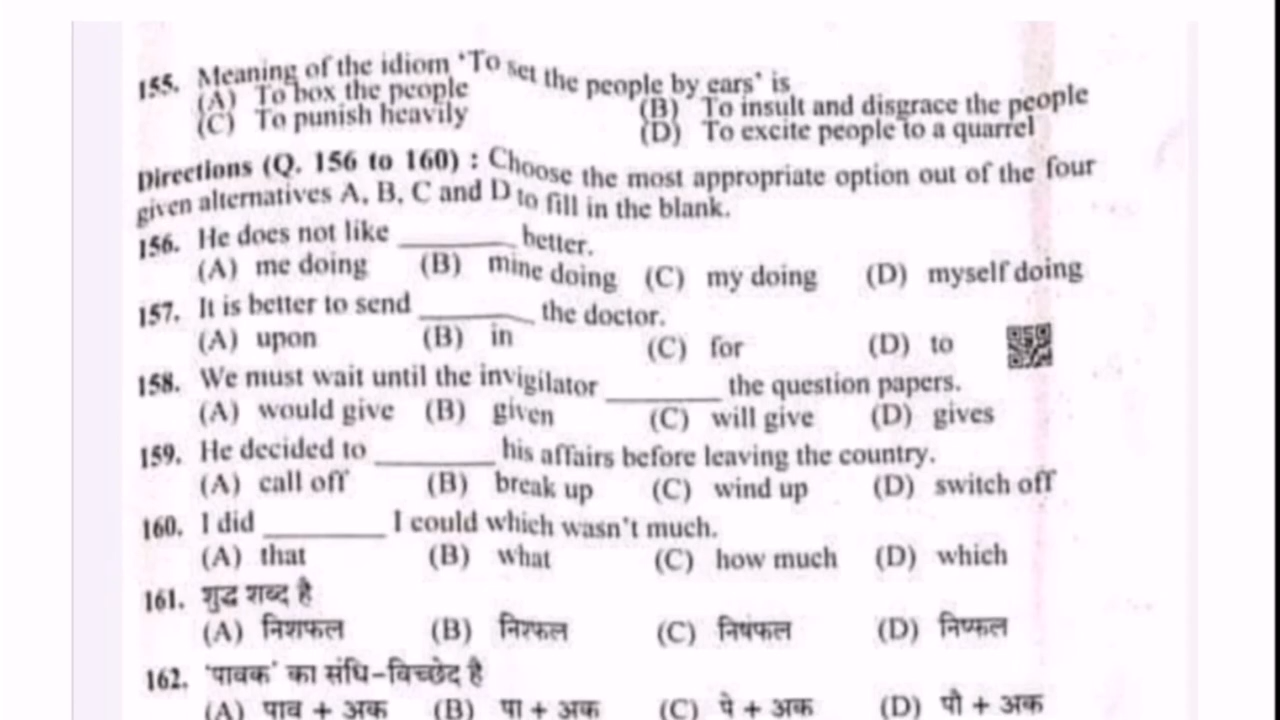 155. Meaning of the idiom 'To set the people by ears' is
(A) To box the people (B) To insult and disgrace the people
(C) To punish heavily (D) To excite people to a quarrel
Directions (Q. 156 to 160) : Choose the most appropriate option out of the four
given alternatives A, B, C and D to fill in the blank.
156. He does not like ________ better.
(A) me doing (B) mine doing (C) my doing (D) myself doing
157. It is better to send ________ the doctor.
(A) upon (B) in (C) for (D) to
158. We must wait until the invigilator ________ the question papers.
(A) would give (B) given (C) will give (D) gives
159. He decided to ________ his affairs before leaving the country.
(A) call off (B) break up (C) wind up (D) switch off
160. I did ________ I could which wasn't much.
(A) that (B) what (C) how much (D) which
161. शुद्ध शब्द है
(A) निशफल (B) निश्फल (C) निषफल (D) निष्फल
162. 'पावक' का संधि-विच्छेद है
(A) पाव + अक (B) पा + अक (C) पे + अक (D) पौ + अक